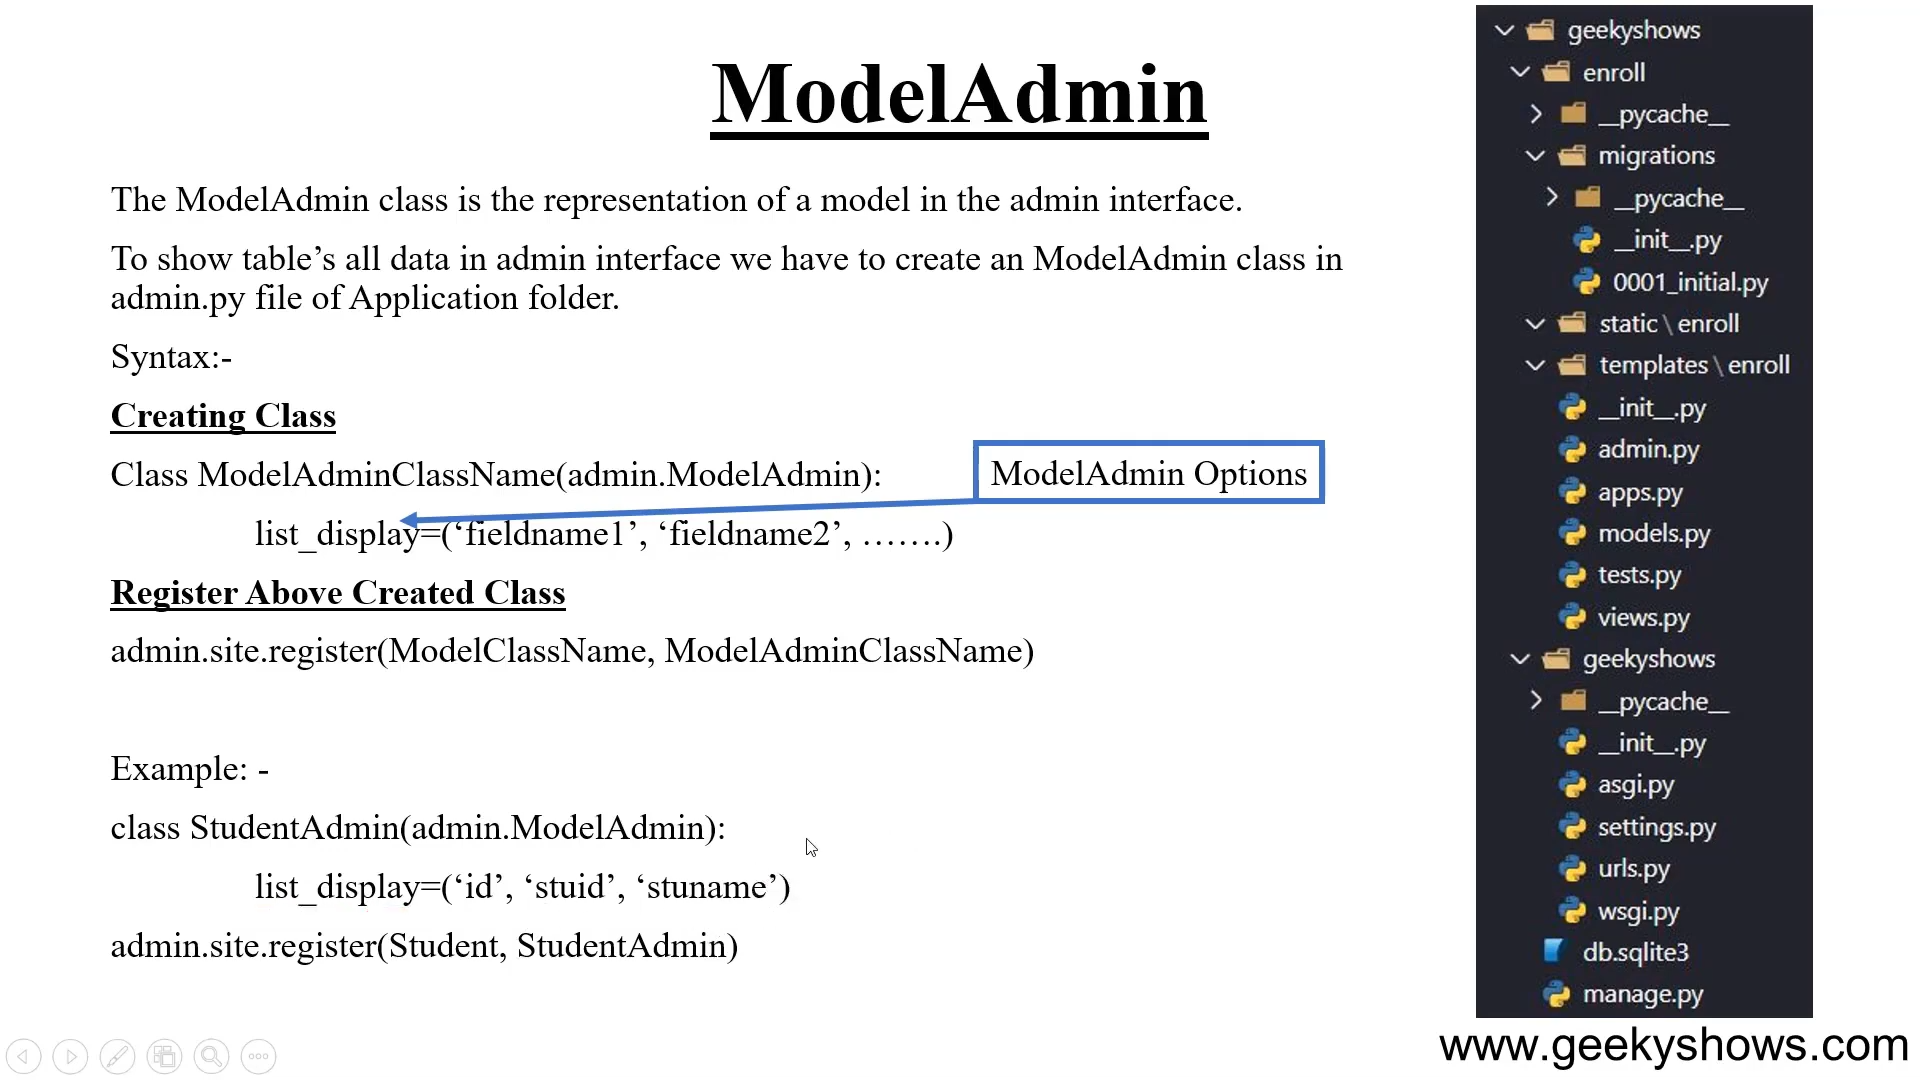 ModelAdmin
The ModelAdmin class is the representation of a model in the admin interface.
To show table’s all data in admin interface we have to create an ModelAdmin class in
admin.py file of Application folder.
Syntax:-
Creating Class
Class ModelAdminClassName(admin.ModelAdmin):
ModelAdmin Options
list_display=(‘fieldname1’, ‘fieldname2’, …….)
Register Above Created Class
admin.site.register(ModelClassName, ModelAdminClassName)
Example: -
class StudentAdmin(admin.ModelAdmin):
list_display=(‘id’, ‘stuid’, ‘stuname’)
admin.site.register(Student, StudentAdmin)
geekyshows
enroll
__pycache__
migrations
__pycache__
__init__.py
0001_initial.py
static \ enroll
templates \ enroll
__init__.py
admin.py
apps.py
models.py
tests.py
views.py
geekyshows
__pycache__
__init__.py
asgi.py
settings.py
urls.py
wsgi.py
db.sqlite3
manage.py
www.geekyshows.com